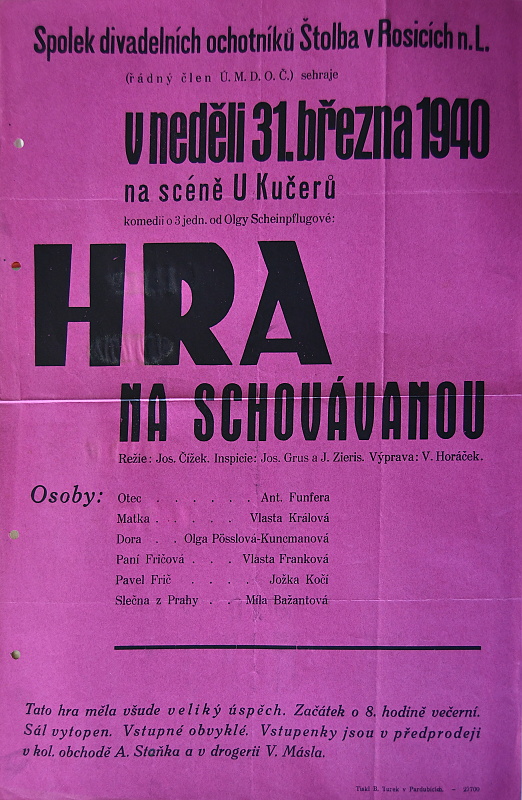 Spolek divadelních ochotníků Štolba v Rosicích n. L.
(řádný člen Ú. M. D. O. Č.) sehraje
v neděli 31. března 1940
na scéně U Kučerů
komedii o 3 jedn. od Olgy Scheinpflugové:
HRA
NA SCHOVÁVANOU
Režie: Jos. Čížek. Inspicie: Jos. Grus a J. Zieris. Výprava: V. Horáček.
Osoby:
Otec . . . . . . Ant. Funfera
Matka . . . . . Vlasta Králová
Dora . . Olga Pösslová-Kuncmanová
Paní Fričová . . . Vlasta Franková
Pavel Frič . . . . Jožka Kočí
Slečna z Prahy . . Míla Bažantová
Tato hra měla všude veliký úspěch. Začátek o 8. hodině večerní.
Sál vytopen. Vstupné obvyklé. Vstupenky jsou v předprodeji
v kol. obchodě A. Staňka a v drogerii V. Másla.
Tiskl B. Turek v Pardubicích. — 23700